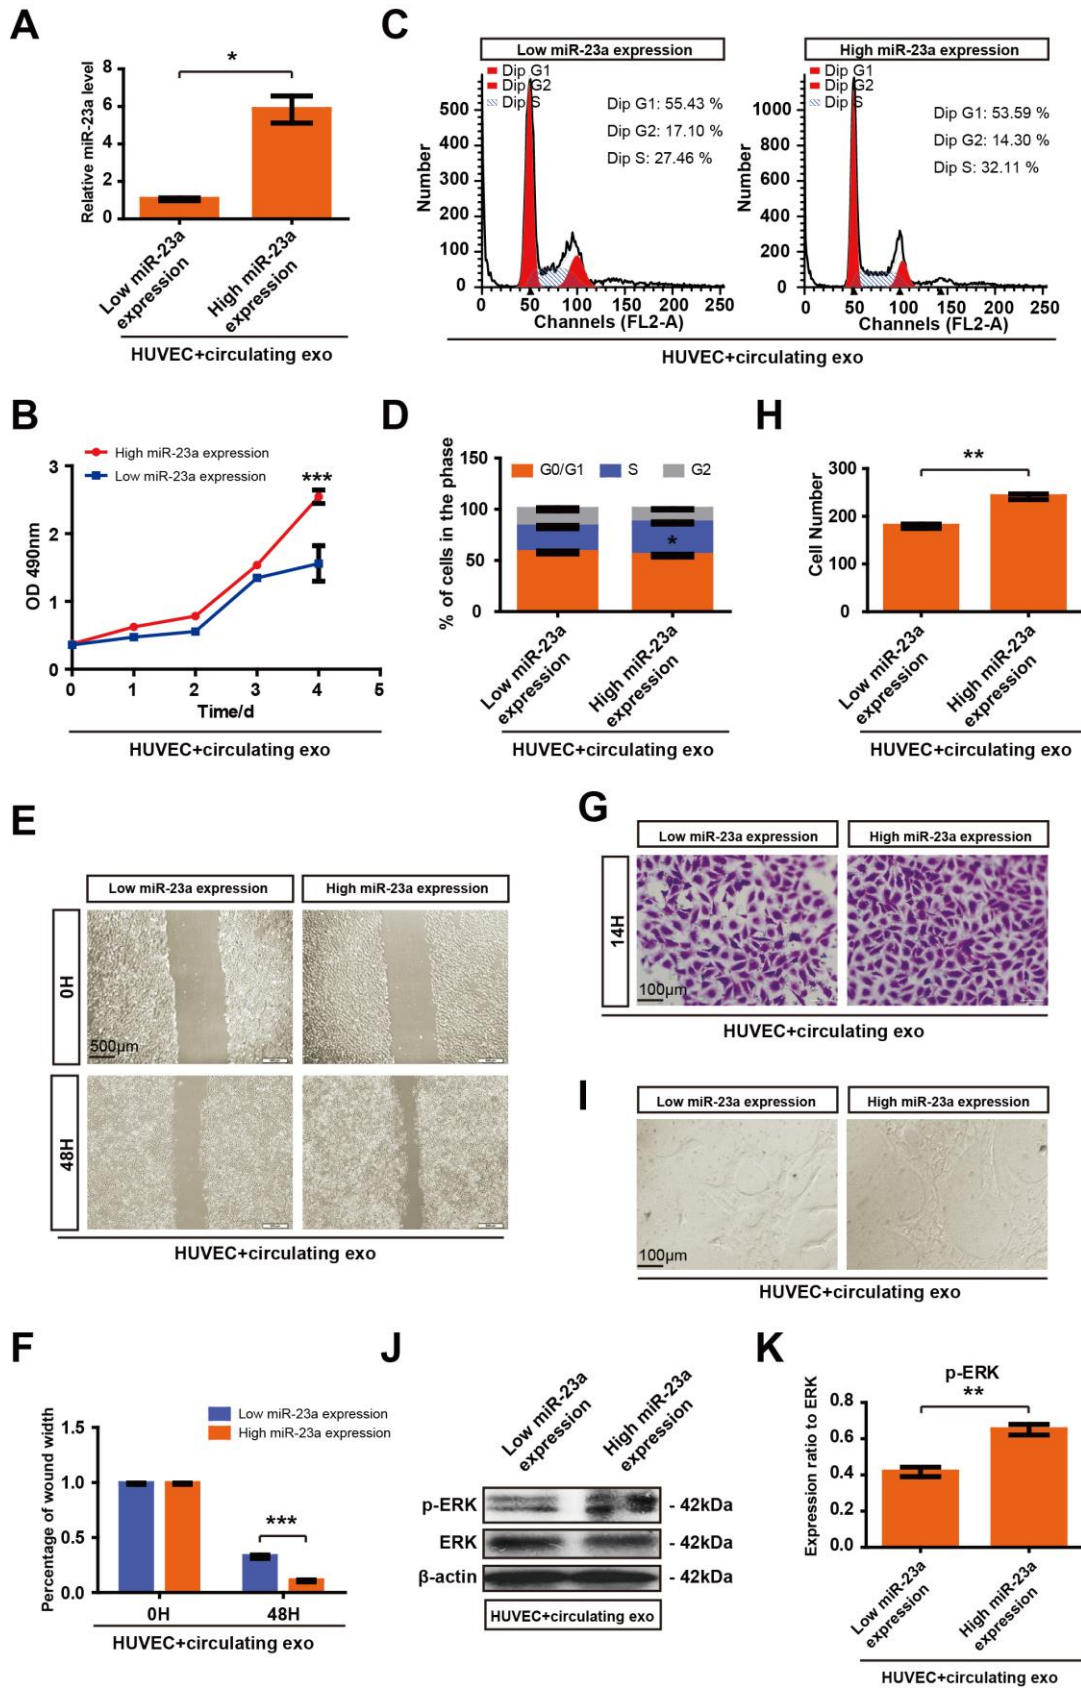 A
Relative miR-23a level
8
6
4
2
0
*
Low miR-23a
expression
High miR-23a
expression
HUVEC+circulating exo
C
Low miR-23a expression
Dip G1
Dip G2
Dip S
Dip G1: 55.43 %
Dip G2: 17.10 %
Dip S: 27.46 %
Number
500
400
300
200
100
0
0 50 100 150 200 250
Channels (FL2-A)
High miR-23a expression
Dip G1
Dip G2
Dip S
Dip G1: 53.59 %
Dip G2: 14.30 %
Dip S: 32.11 %
Number
1000
800
600
400
200
0
0 50 100 150 200 250
Channels (FL2-A)
HUVEC+circulating exo
B
High miR-23a expression
Low miR-23a expression
OD 490nm
3
2
1
0
***
0 1 2 3 4 5
Time/d
HUVEC+circulating exo
D
% of cells in the phase
150
100
50
0
G0/G1 S G2
*
Low miR-23a
expression
High miR-23a
expression
HUVEC+circulating exo
H
Cell Number
300
200
100
0
**
Low miR-23a
expression
High miR-23a
expression
HUVEC+circulating exo
E
Low miR-23a expression
High miR-23a expression
0H
500μm
48H
HUVEC+circulating exo
G
Low miR-23a expression
High miR-23a expression
14H
100μm
HUVEC+circulating exo
I
Low miR-23a expression
High miR-23a expression
100μm
HUVEC+circulating exo
F
Low miR-23a expression
High miR-23a expression
Percentage of wound width
1.5
1.0
0.5
0.0
***
0H 48H
HUVEC+circulating exo
J
Low miR-23a
expression
High miR-23a
expression
p-ERK - 42kDa
ERK - 42kDa
β-actin - 42kDa
HUVEC+circulating exo
K
p-ERK
**
Expression ratio to ERK
0.8
0.6
0.4
0.2
0.0
Low miR-23a
expression
High miR-23a
expression
HUVEC+circulating exo